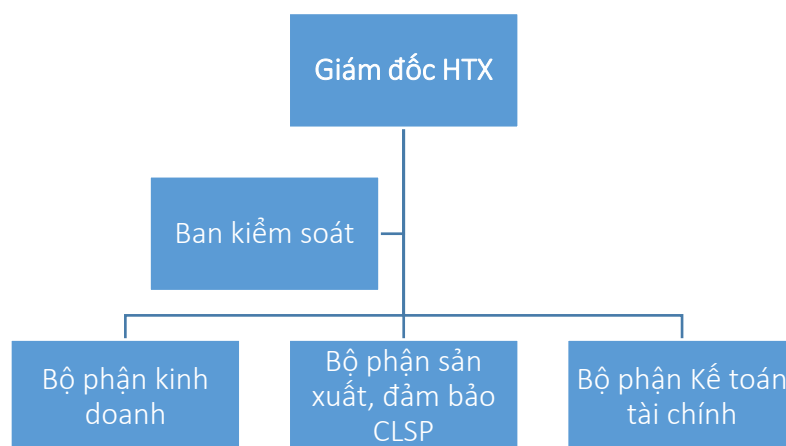 Giám đốc HTX
Ban kiểm soát
Bộ phận kinh
doanh
Bộ phận sản
xuất, đảm bảo
CLSP
Bộ phận Kế toán
tài chính